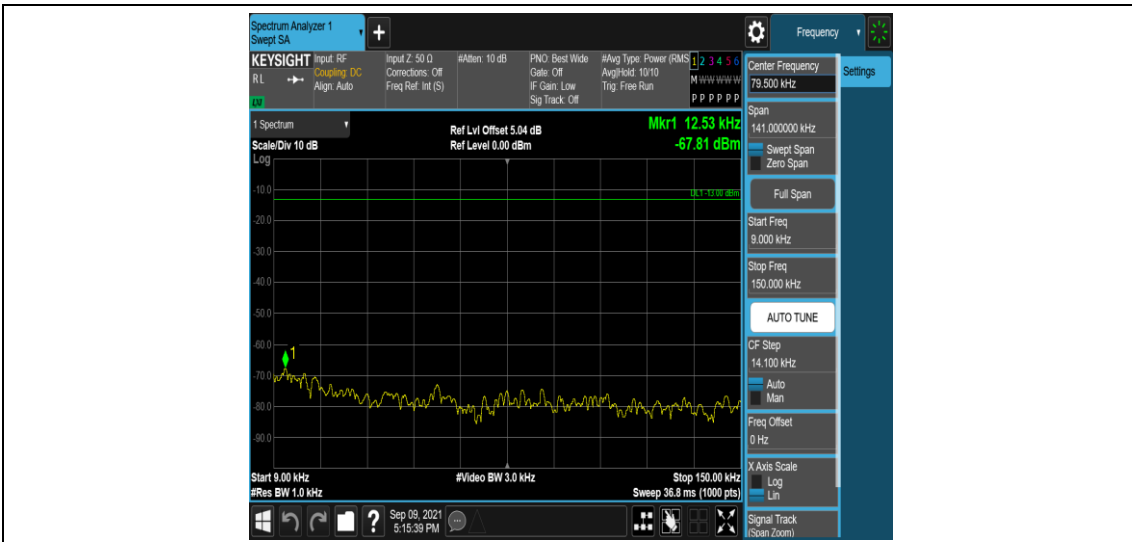 Spectrum Analyzer 1
Swept SA
+
Frequency
KEYSIGHT
RL
LNI
Input: RF
Coupling: DC
Align: Auto
Input Z: 50 Ω
Corrections: Off
Freq Ref: Int (S)
#Atten: 10 dB
PNO: Best Wide
Gate: Off
IF Gain: Low
Sig Track: Off
#Avg Type: Power (RMS
Avg|Hold: 10/10
Trig: Free Run
1 2 3 4 5 6
M W W W W W
P P P P P P
Settings
1 Spectrum
Scale/Div 10 dB
Log
Ref Lvl Offset 5.04 dB
Ref Level 0.00 dBm
Mkr1 12.53 kHz
-67.81 dBm
DL1 -13.00 dBm
-10.0
-20.0
-30.0
-40.0
-50.0
-60.0
-70.0
-80.0
-90.0
1
Start 9.00 kHz
#Res BW 1.0 kHz
#Video BW 3.0 kHz
Stop 150.00 kHz
Sweep 36.8 ms (1000 pts)
Center Frequency
79.500 kHz
Span
141.000000 kHz
Swept Span
Zero Span
Full Span
Start Freq
9.000 kHz
Stop Freq
150.000 kHz
AUTO TUNE
CF Step
14.100 kHz
Auto
Man
Freq Offset
0 Hz
X Axis Scale
Log
Lin
Signal Track
(Span Zoom)
?
Sep 09, 2021
5:15:39 PM